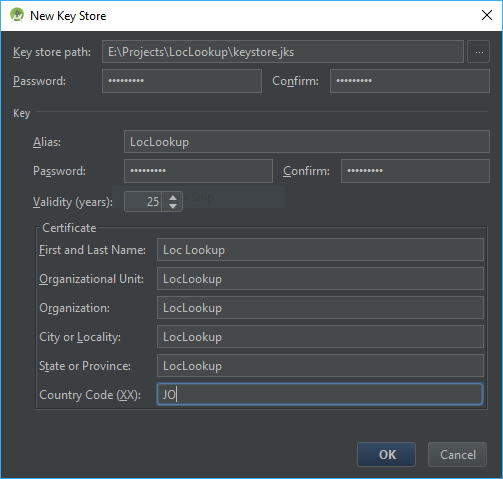 New Key Store
Key store path: E:\Projects\LocLookup\keystore.jks ...
Password: ••••••••• Confirm: •••••••••
Key
Alias: LocLookup
Password: ••••••••• Confirm: •••••••••
Validity (years): 25
Certificate
First and Last Name: Loc Lookup
Organizational Unit: LocLookup
Organization: LocLookup
City or Locality: LocLookup
State or Province: LocLookup
Country Code (XX): JO
OK Cancel